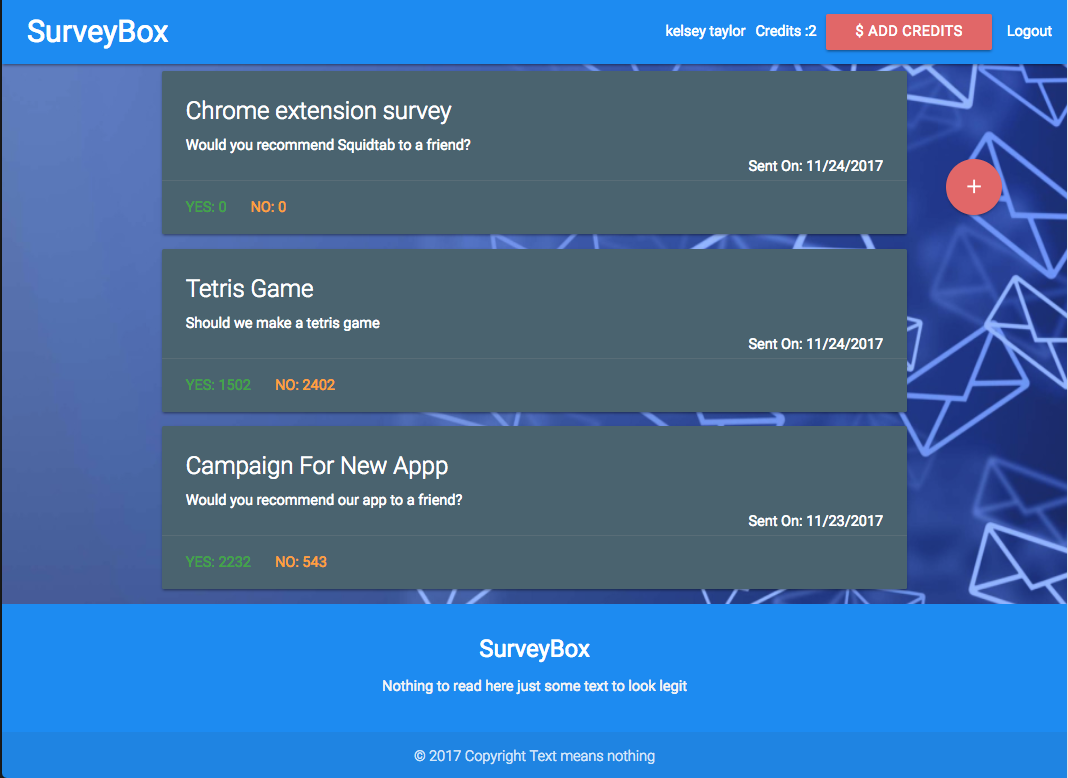 SurveyBox
kelsey taylor Credits :2 $ ADD CREDITS Logout
Chrome extension survey
Would you recommend Squidtab to a friend?
Sent On: 11/24/2017
YES: 0 NO: 0
+
Tetris Game
Should we make a tetris game
Sent On: 11/24/2017
YES: 1502 NO: 2402
Campaign For New Appp
Would you recommend our app to a friend?
Sent On: 11/23/2017
YES: 2232 NO: 543
SurveyBox
Nothing to read here just some text to look legit
© 2017 Copyright Text means nothing